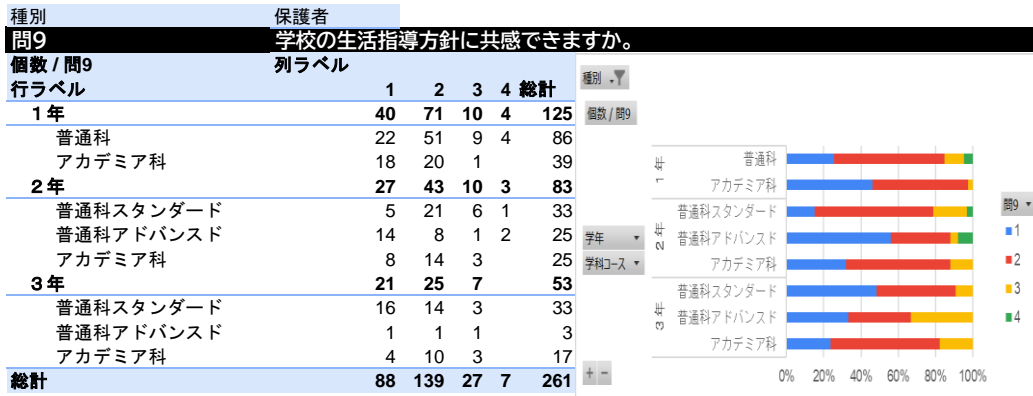 種別 保護者
問9 学校の生活指導方針に共感できますか。
個数 / 問9 列ラベル
行ラベル 1 2 3 4 総計
1年 40 71 10 4 125
普通科 22 51 9 4 86
アカデミア科 18 20 1 39
2年 27 43 10 3 83
普通科スタンダード 5 21 6 1 33
普通科アドバンスド 14 8 1 2 25
アカデミア科 8 14 3 25
3年 21 25 7 53
普通科スタンダード 16 14 3 33
普通科アドバンスド 1 1 1 3
アカデミア科 4 10 3 17
総計 88 139 27 7 261
種別
個数 / 問9
学年
学科コース
1年
普通科
アカデミア科
2年
普通科スタンダード
普通科アドバンスド
アカデミア科
3年
普通科スタンダード
普通科アドバンスド
アカデミア科
0% 20% 40% 60% 80% 100%
問9
1
2
3
4
+ −